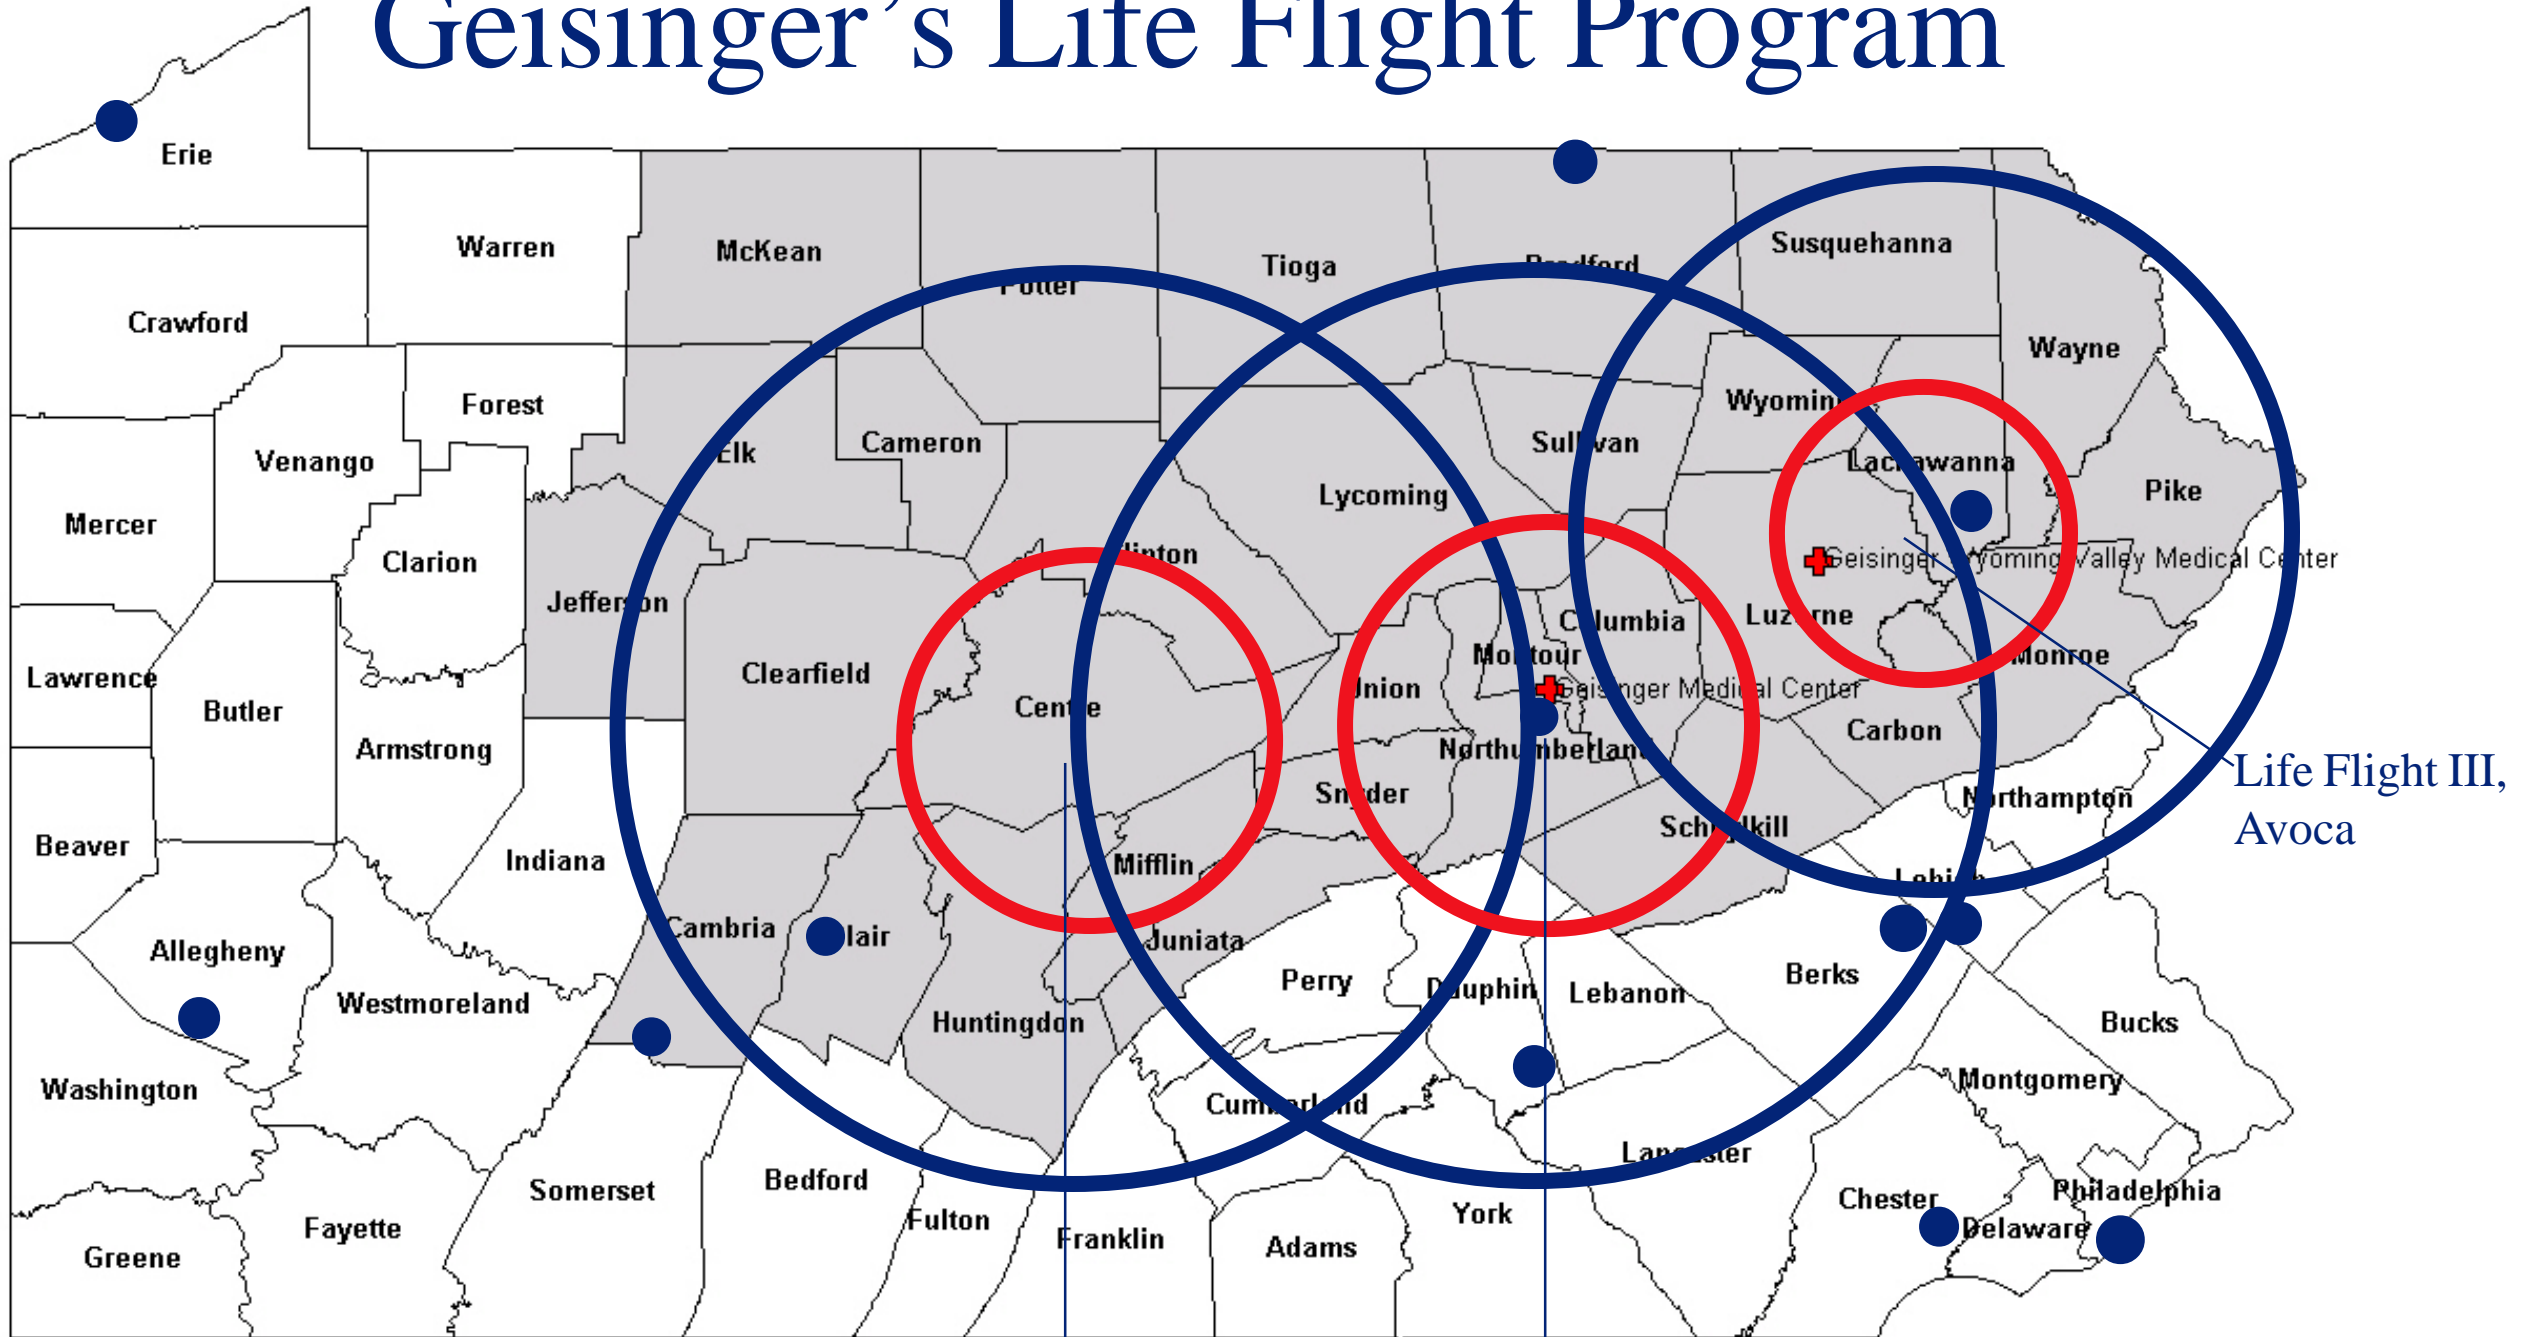 Geisinger’s Life Flight Program
Erie
Warren
McKean
Potter
Tioga
Bradford
Susquehanna
Crawford
Wayne
Forest
Elk
Cameron
Wyoming
Venango
Sullivan
Lackawanna
Lycoming
Pike
Mercer
Clarion
Clinton
Geisinger Wyoming Valley Medical Center
Jefferson
Columbia
Luzerne
Lawrence
Clearfield
Montour
Monroe
Butler
Centre
Union
Geisinger Medical Center
Armstrong
Northumberland
Carbon
Life Flight III,
Avoca
Snyder
Northampton
Beaver
Indiana
Mifflin
Schuylkill
Lehigh
Allegheny
Cambria
Blair
Juniata
Westmoreland
Perry
Dauphin
Lebanon
Berks
Huntingdon
Bucks
Washington
Cumberland
Montgomery
Somerset
Bedford
Lancaster
Philadelphia
Fayette
Fulton
Franklin
Adams
York
Chester
Delaware
Greene